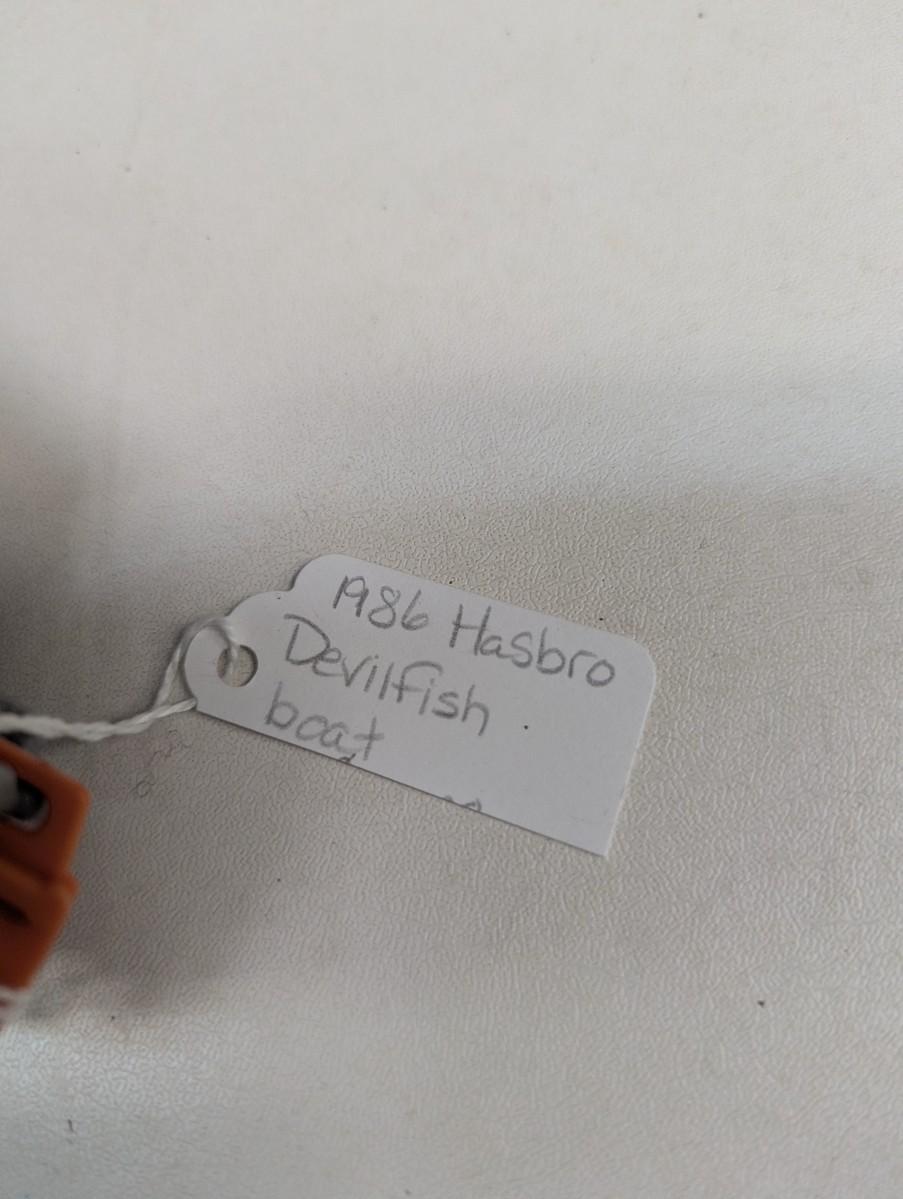 1986 Hasbro
Devilfish
boat